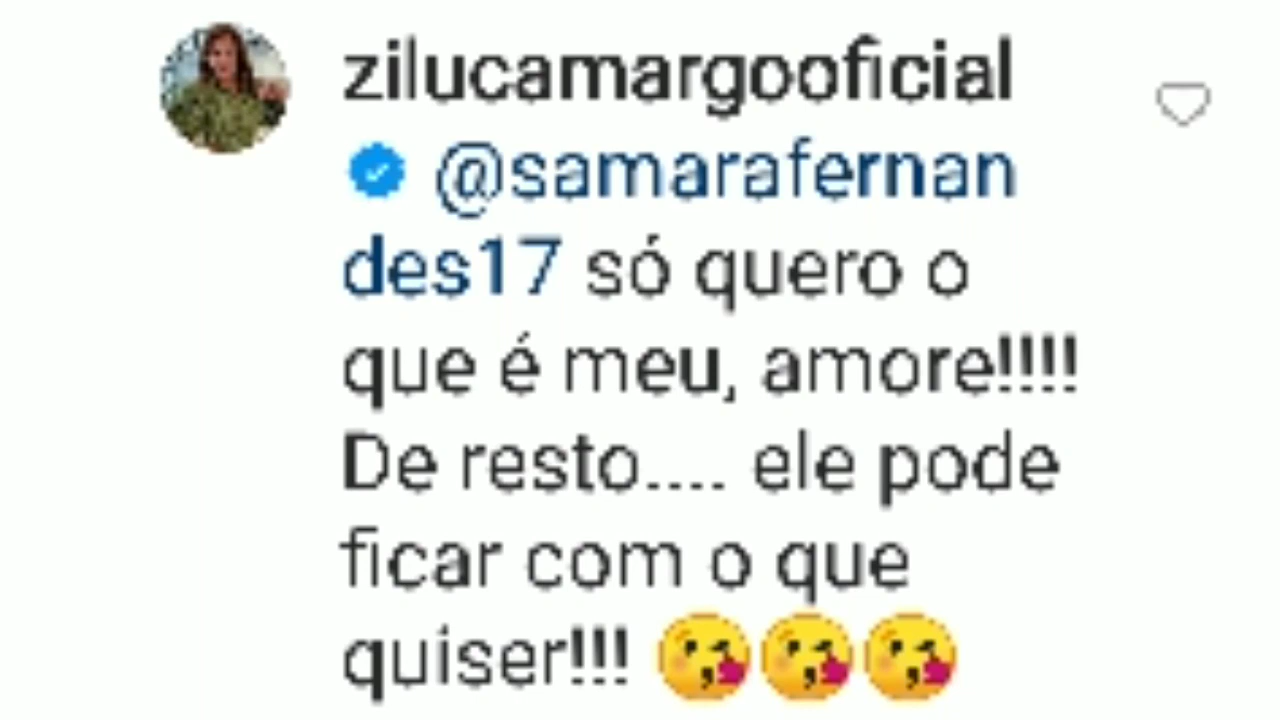 zilucamargooficial
@samarafernan
des17 só quero o
que é meu, amore!!!!
De resto.... ele pode
ficar com o que
quiser!!! 😘😘😘